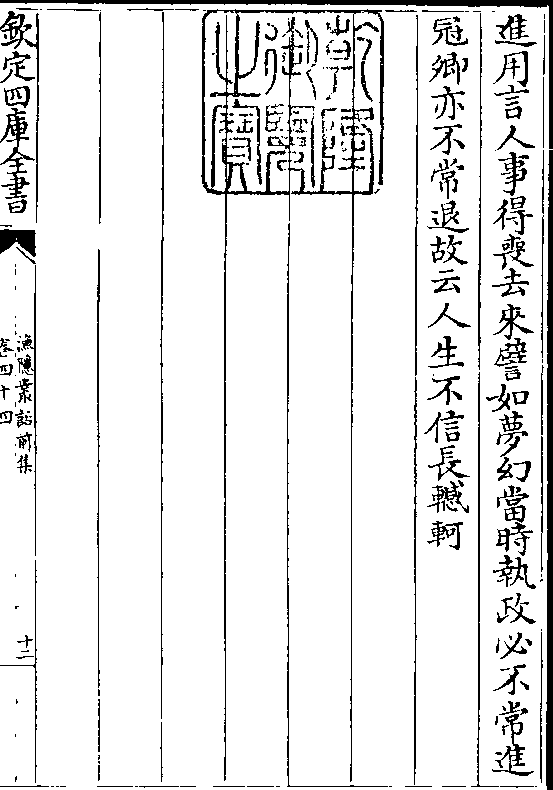 進用言人事得喪去來譬如夢幻當時執政必不常進
冠卿亦不常退故云人生不信長轗軻
乾隆
御覽
之寶
欽定四庫全書
漁隱叢話前集
卷四十四
十二